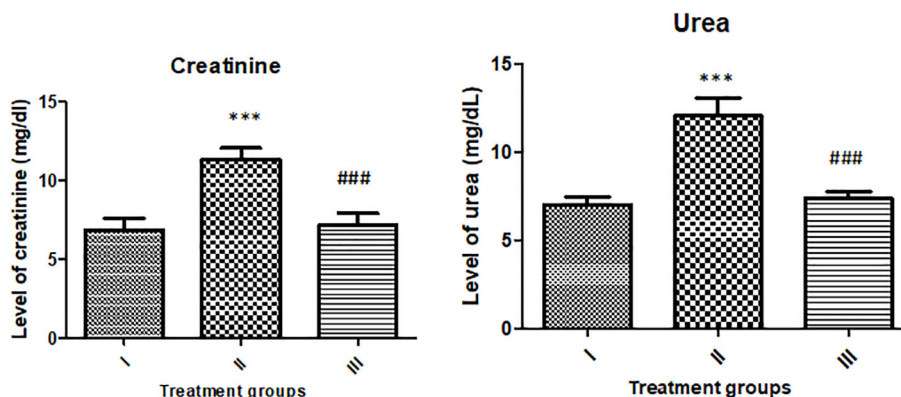 Creatinine
Level of creatinine (mg/dl)
15
10
5
0
***
###
I
II
III
Treatment groups
Urea
Level of urea (mg/dL)
15
10
5
0
***
###
I
II
III
Treatment groups